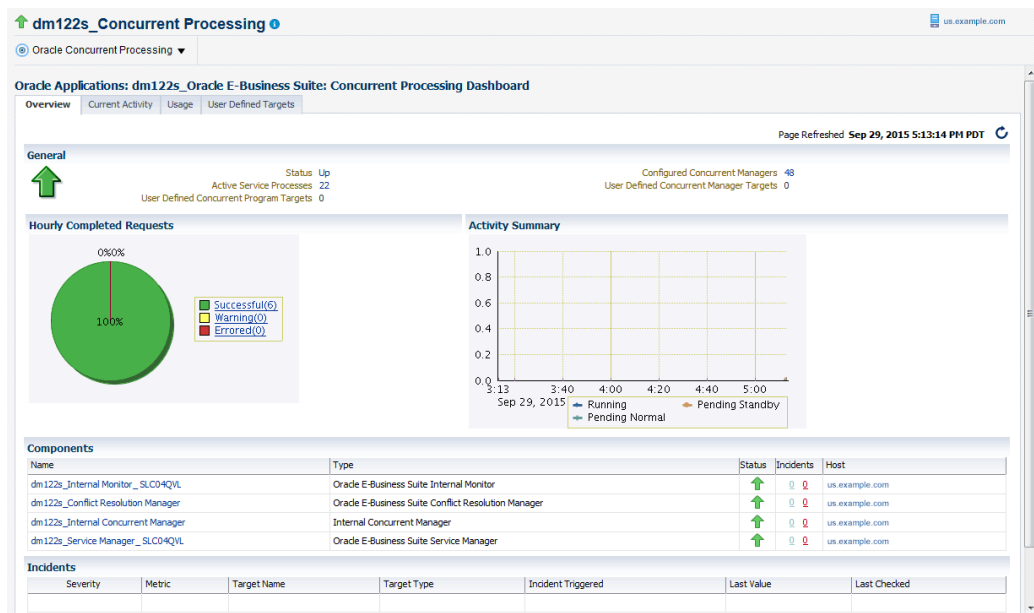 dm122s_Concurrent Processing
us.example.com
Oracle Concurrent Processing
Oracle Applications: dm122s_Oracle E-Business Suite: Concurrent Processing Dashboard
Overview Current Activity Usage User Defined Targets
Page Refreshed Sep 29, 2015 5:13:14 PM PDT
General
Status Up
Active Service Processes 22
User Defined Concurrent Program Targets 0
Configured Concurrent Managers 48
User Defined Concurrent Manager Targets 0
Hourly Completed Requests
0%0%
100%
Successful(6)
Warning(0)
Errored(0)
Activity Summary
1.0
0.8
0.6
0.4
0.2
0.0
3:13 3:40 4:00 4:20 4:40 5:00
Sep 29, 2015
Running Pending Standby
Pending Normal
Components
Name Type Status Incidents Host
dm122s_Internal Monitor_ SLC04QVL Oracle E-Business Suite Internal Monitor 0 0 us.example.com
dm122s_Conflict Resolution Manager Oracle E-Business Suite Conflict Resolution Manager 0 0 us.example.com
dm122s_Internal Concurrent Manager Internal Concurrent Manager 0 0 us.example.com
dm122s_Service Manager_ SLC04QVL Oracle E-Business Suite Service Manager 0 0 us.example.com
Incidents
Severity Metric Target Name Target Type Incident Triggered Last Value Last Checked